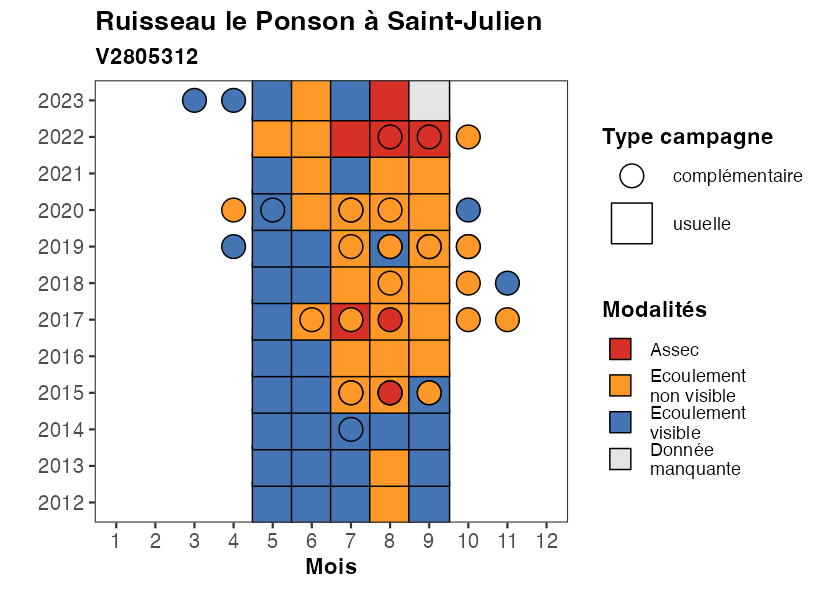 Ruisseau le Ponson à Saint-Julien
V2805312
2023
2022
2021
2020
2019
2018
2017
2016
2015
2014
2013
2012
1 2 3 4 5 6 7 8 9 10 11 12
Mois
Type campagne
complémentaire
usuelle
Modalités
Assec
Ecoulement
non visible
Ecoulement
visible
Donnée
manquante